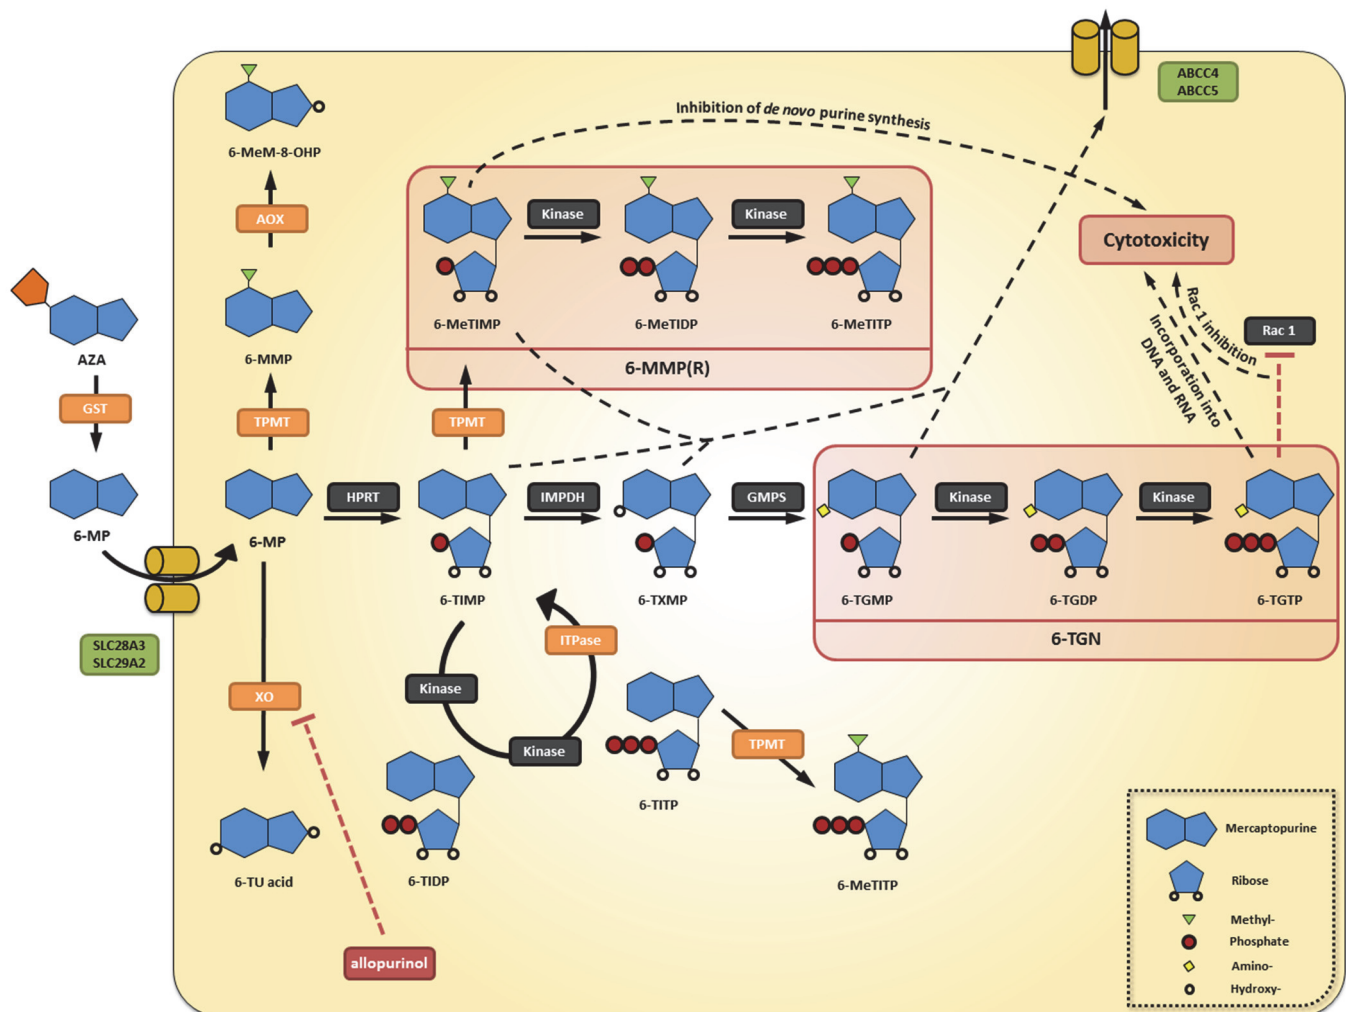 ABCC4
ABCC5
6-MeM-8-OHP
Inhibition of de novo purine synthesis
AOX
Kinase
Kinase
Cytotoxicity
6-MeTIMP
6-MeTIDP
6-MeTITP
Rac 1 inhibition
Rac 1
Incorporation into
DNA and RNA
AZA
6-MMP
6-MMP(R)
GST
TPMT
TPMT
HPRT
IMPDH
GMPS
Kinase
Kinase
6-MP
6-MP
6-TIMP
6-TXMP
6-TGMP
6-TGDP
6-TGTP
6-TGN
SLC28A3
SLC29A2
ITPase
Kinase
XO
Kinase
TPMT
6-TITP
6-TU acid
6-TIDP
6-MeTITP
allopurinol
Mercaptopurine
Ribose
Methyl-
Phosphate
Amino-
Hydroxy-